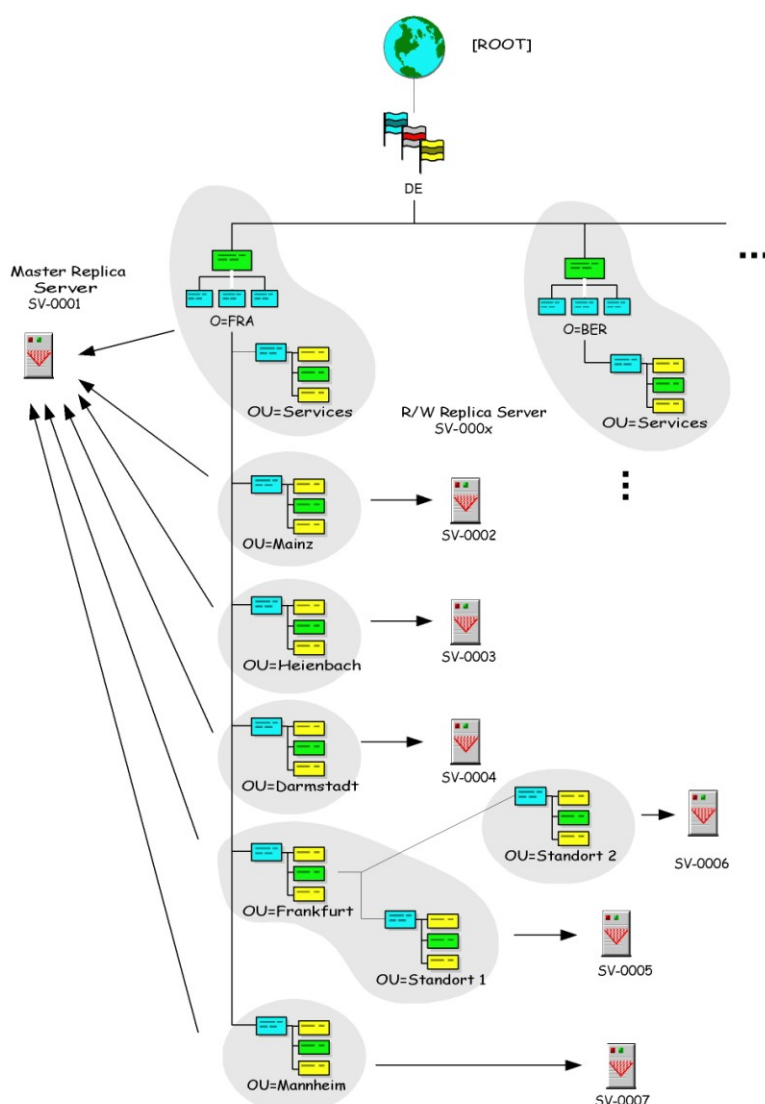 [ROOT]
DE
Master Replica
Server
SV-0001
O=FRA
O=BER
OU=Services
R/W Replica Server
SV-000x
OU=Services
OU=Mainz
SV-0002
OU=Heienbach
SV-0003
OU=Darmstadt
SV-0004
OU=Standort 2
SV-0006
OU=Frankfurt
OU=Standort 1
SV-0005
OU=Mannheim
SV-0007